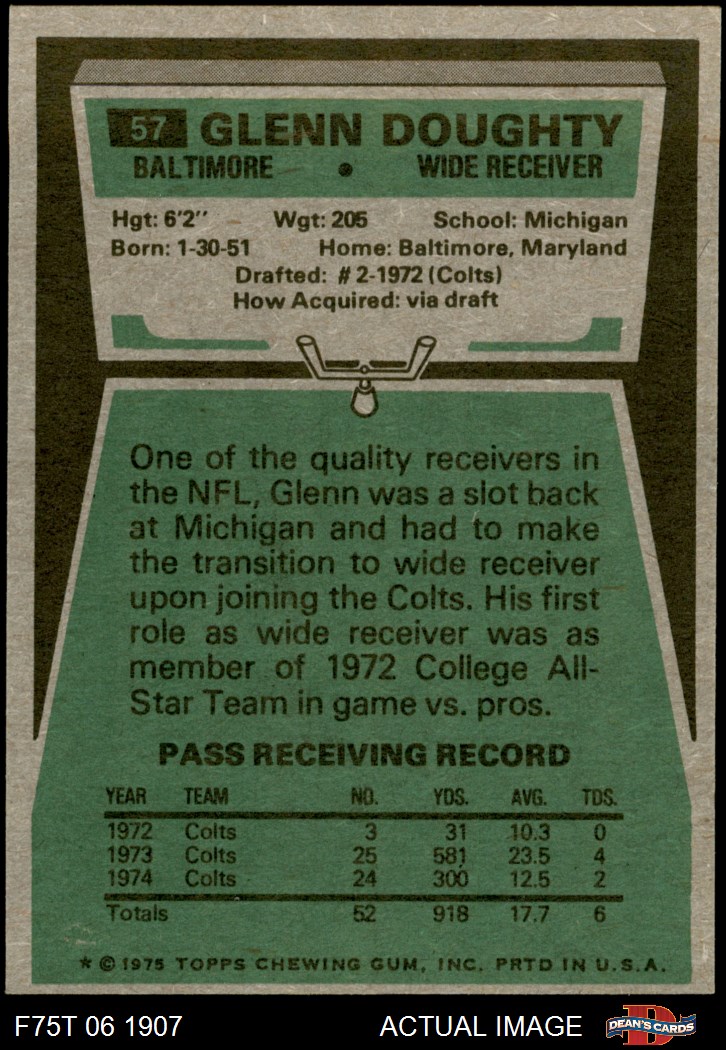 57 GLENN DOUGHTY
BALTIMORE • WIDE RECEIVER
Hgt: 6'2" Wgt: 205 School: Michigan
Born: 1-30-51 Home: Baltimore, Maryland
Drafted: #2-1972 (Colts)
How Acquired: via draft
One of the quality receivers in
the NFL, Glenn was a slot back
at Michigan and had to make
the transition to wide receiver
upon joining the Colts. His first
role as wide receiver was as
member of 1972 College All-
Star Team in game vs. pros.
PASS RECEIVING RECORD
YEAR TEAM NO. YDS. AVG. TDS.
1972 Colts 3 31 10.3 0
1973 Colts 25 581 23.5 4
1974 Colts 24 300 12.5 2
Totals 52 918 17.7 6
* © 1975 TOPPS CHEWING GUM, INC. PRTD IN U.S.A.
F75T 06 1907 ACTUAL IMAGE D DEAN'S CARDS